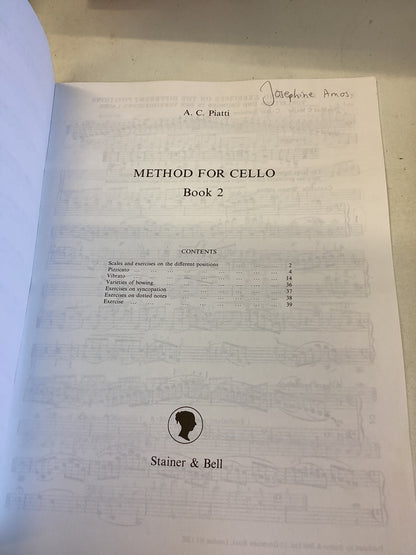 Josephine Amos
A. C. Piatti
METHOD FOR CELLO
Book 2
CONTENTS
Scales and exercises on the different positions ... ... ... ... 2
Pizzicato ... ... ... ... ... ... ... ... 4
Vibrato ... ... ... ... ... ... ... ... 14
Varieties of bowing ... ... ... ... ... ... ... 36
Exercises on syncopation ... ... ... ... ... ... 37
Exercises on dotted notes ... ... ... ... ... ... 38
Exercise ... ... ... ... ... ... ... ... 39
Stainer & Bell